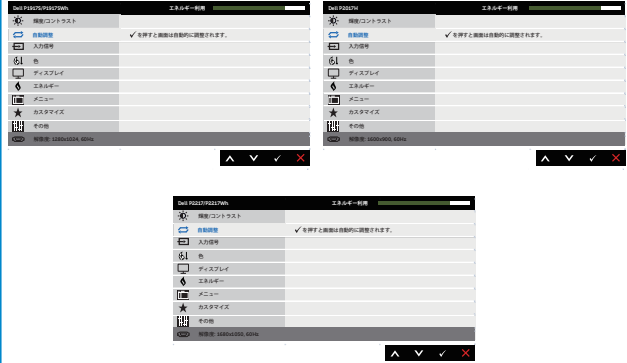 Dell P1917S/P1917SWh エネルギー利用
輝度/コントラスト
自動調整 ✓を押すと画面は自動的に調整されます。
入力信号
色
ディスプレイ
エネルギー
メニュー
カスタマイズ
その他
解像度: 1280x1024, 60Hz
Dell P2017H エネルギー利用
輝度/コントラスト
自動調整 ✓を押すと画面は自動的に調整されます。
入力信号
色
ディスプレイ
エネルギー
メニュー
カスタマイズ
その他
解像度: 1600x900, 60Hz
Dell P2217/P2217Wh エネルギー利用
輝度/コントラスト
自動調整 ✓を押すと画面は自動的に調整されます。
入力信号
色
ディスプレイ
エネルギー
メニュー
カスタマイズ
その他
解像度: 1680x1050, 60Hz